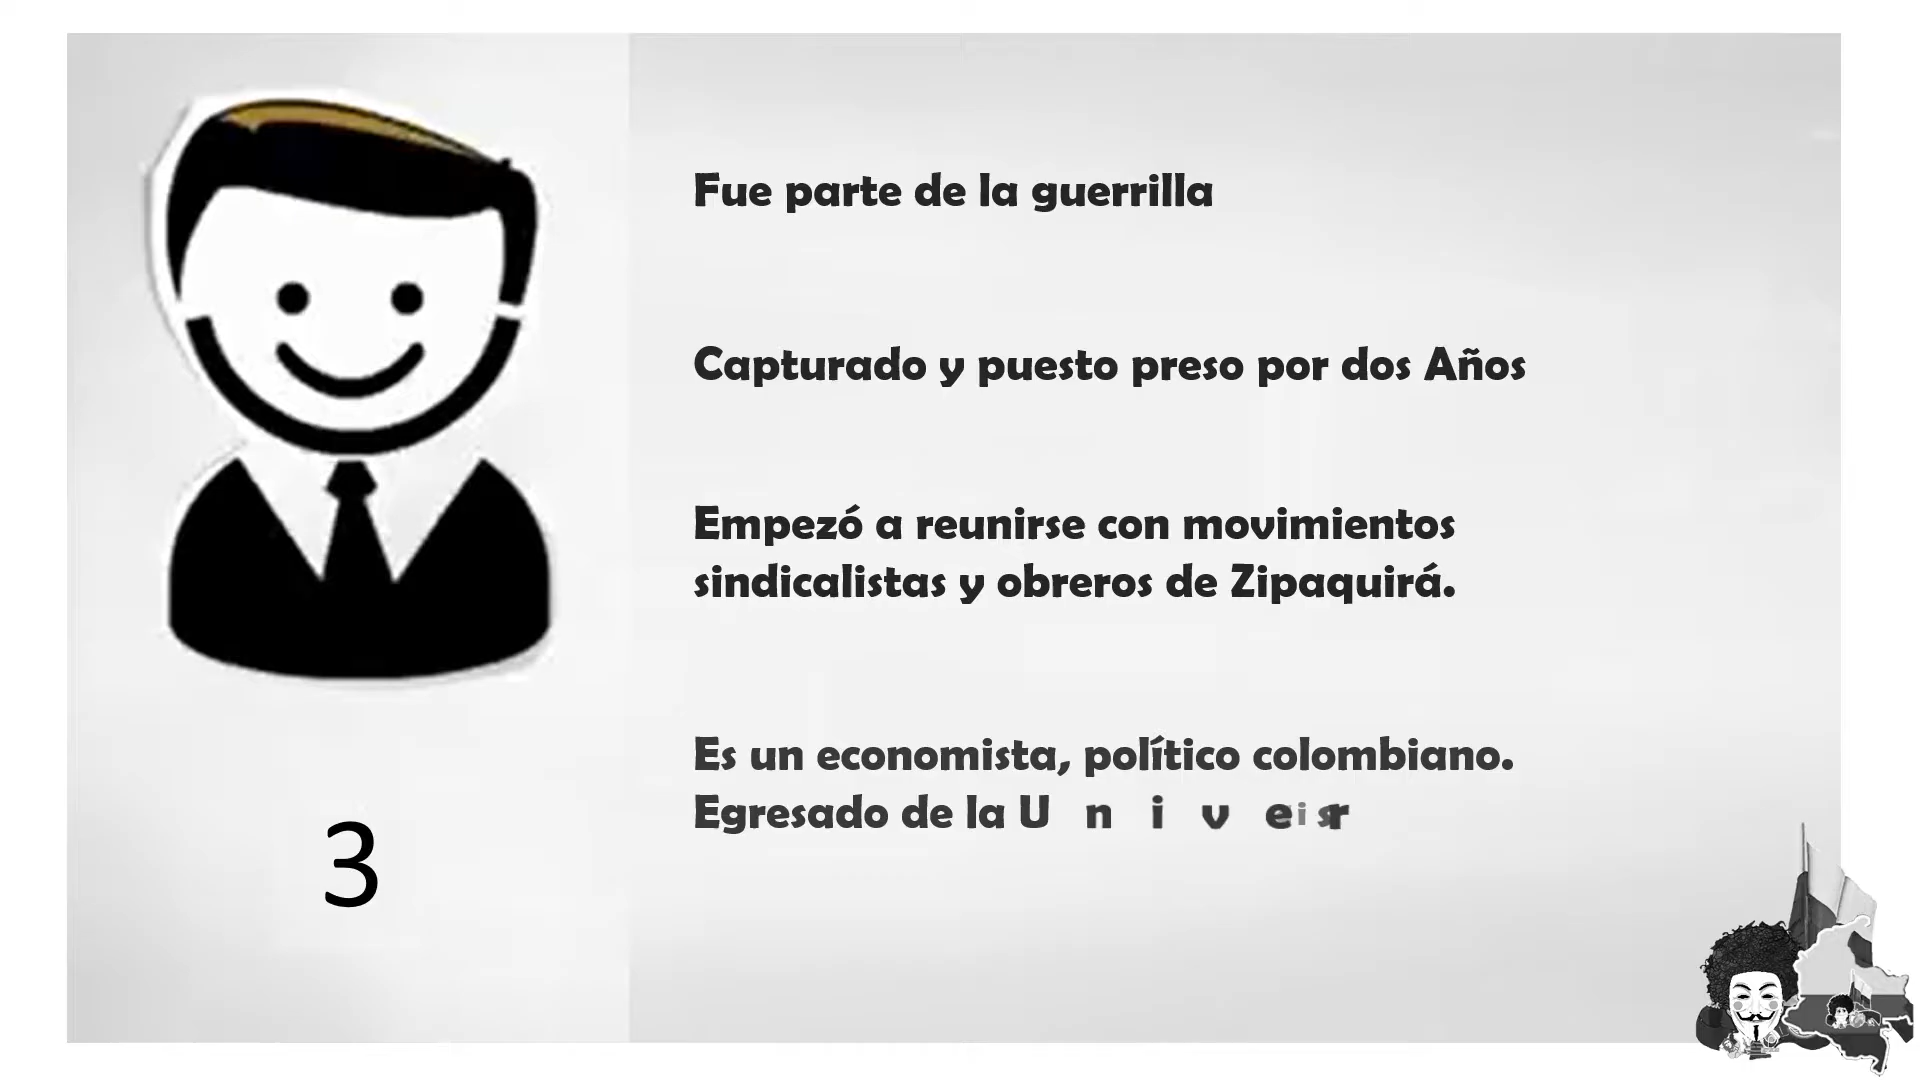 Fue parte de la guerrilla
Capturado y puesto preso por dos Años
Empezó a reunirse con movimientos
sindicalistas y obreros de Zipaquirá.
Es un economista, político colombiano.
Egresado de la
3